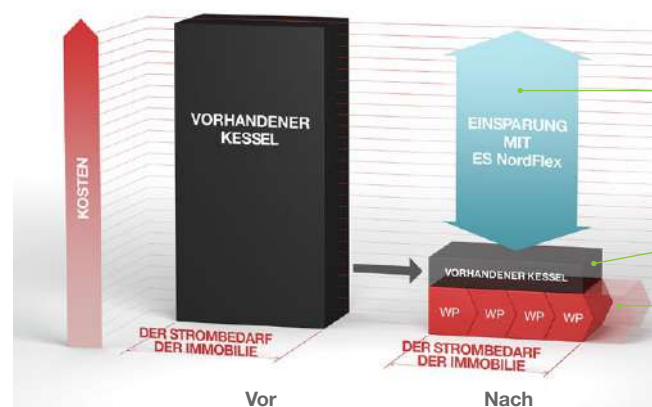 KOSTEN
VORHANDENER
KESSEL
EINSPARUNG
MIT
ES NordFlex
VORHANDENER KESSEL
WP WP WP WP
DER STROMBEDARF
DER IMMOBILIE
DER STROMBEDARF
DER IMMOBILIE
Vor
Nach